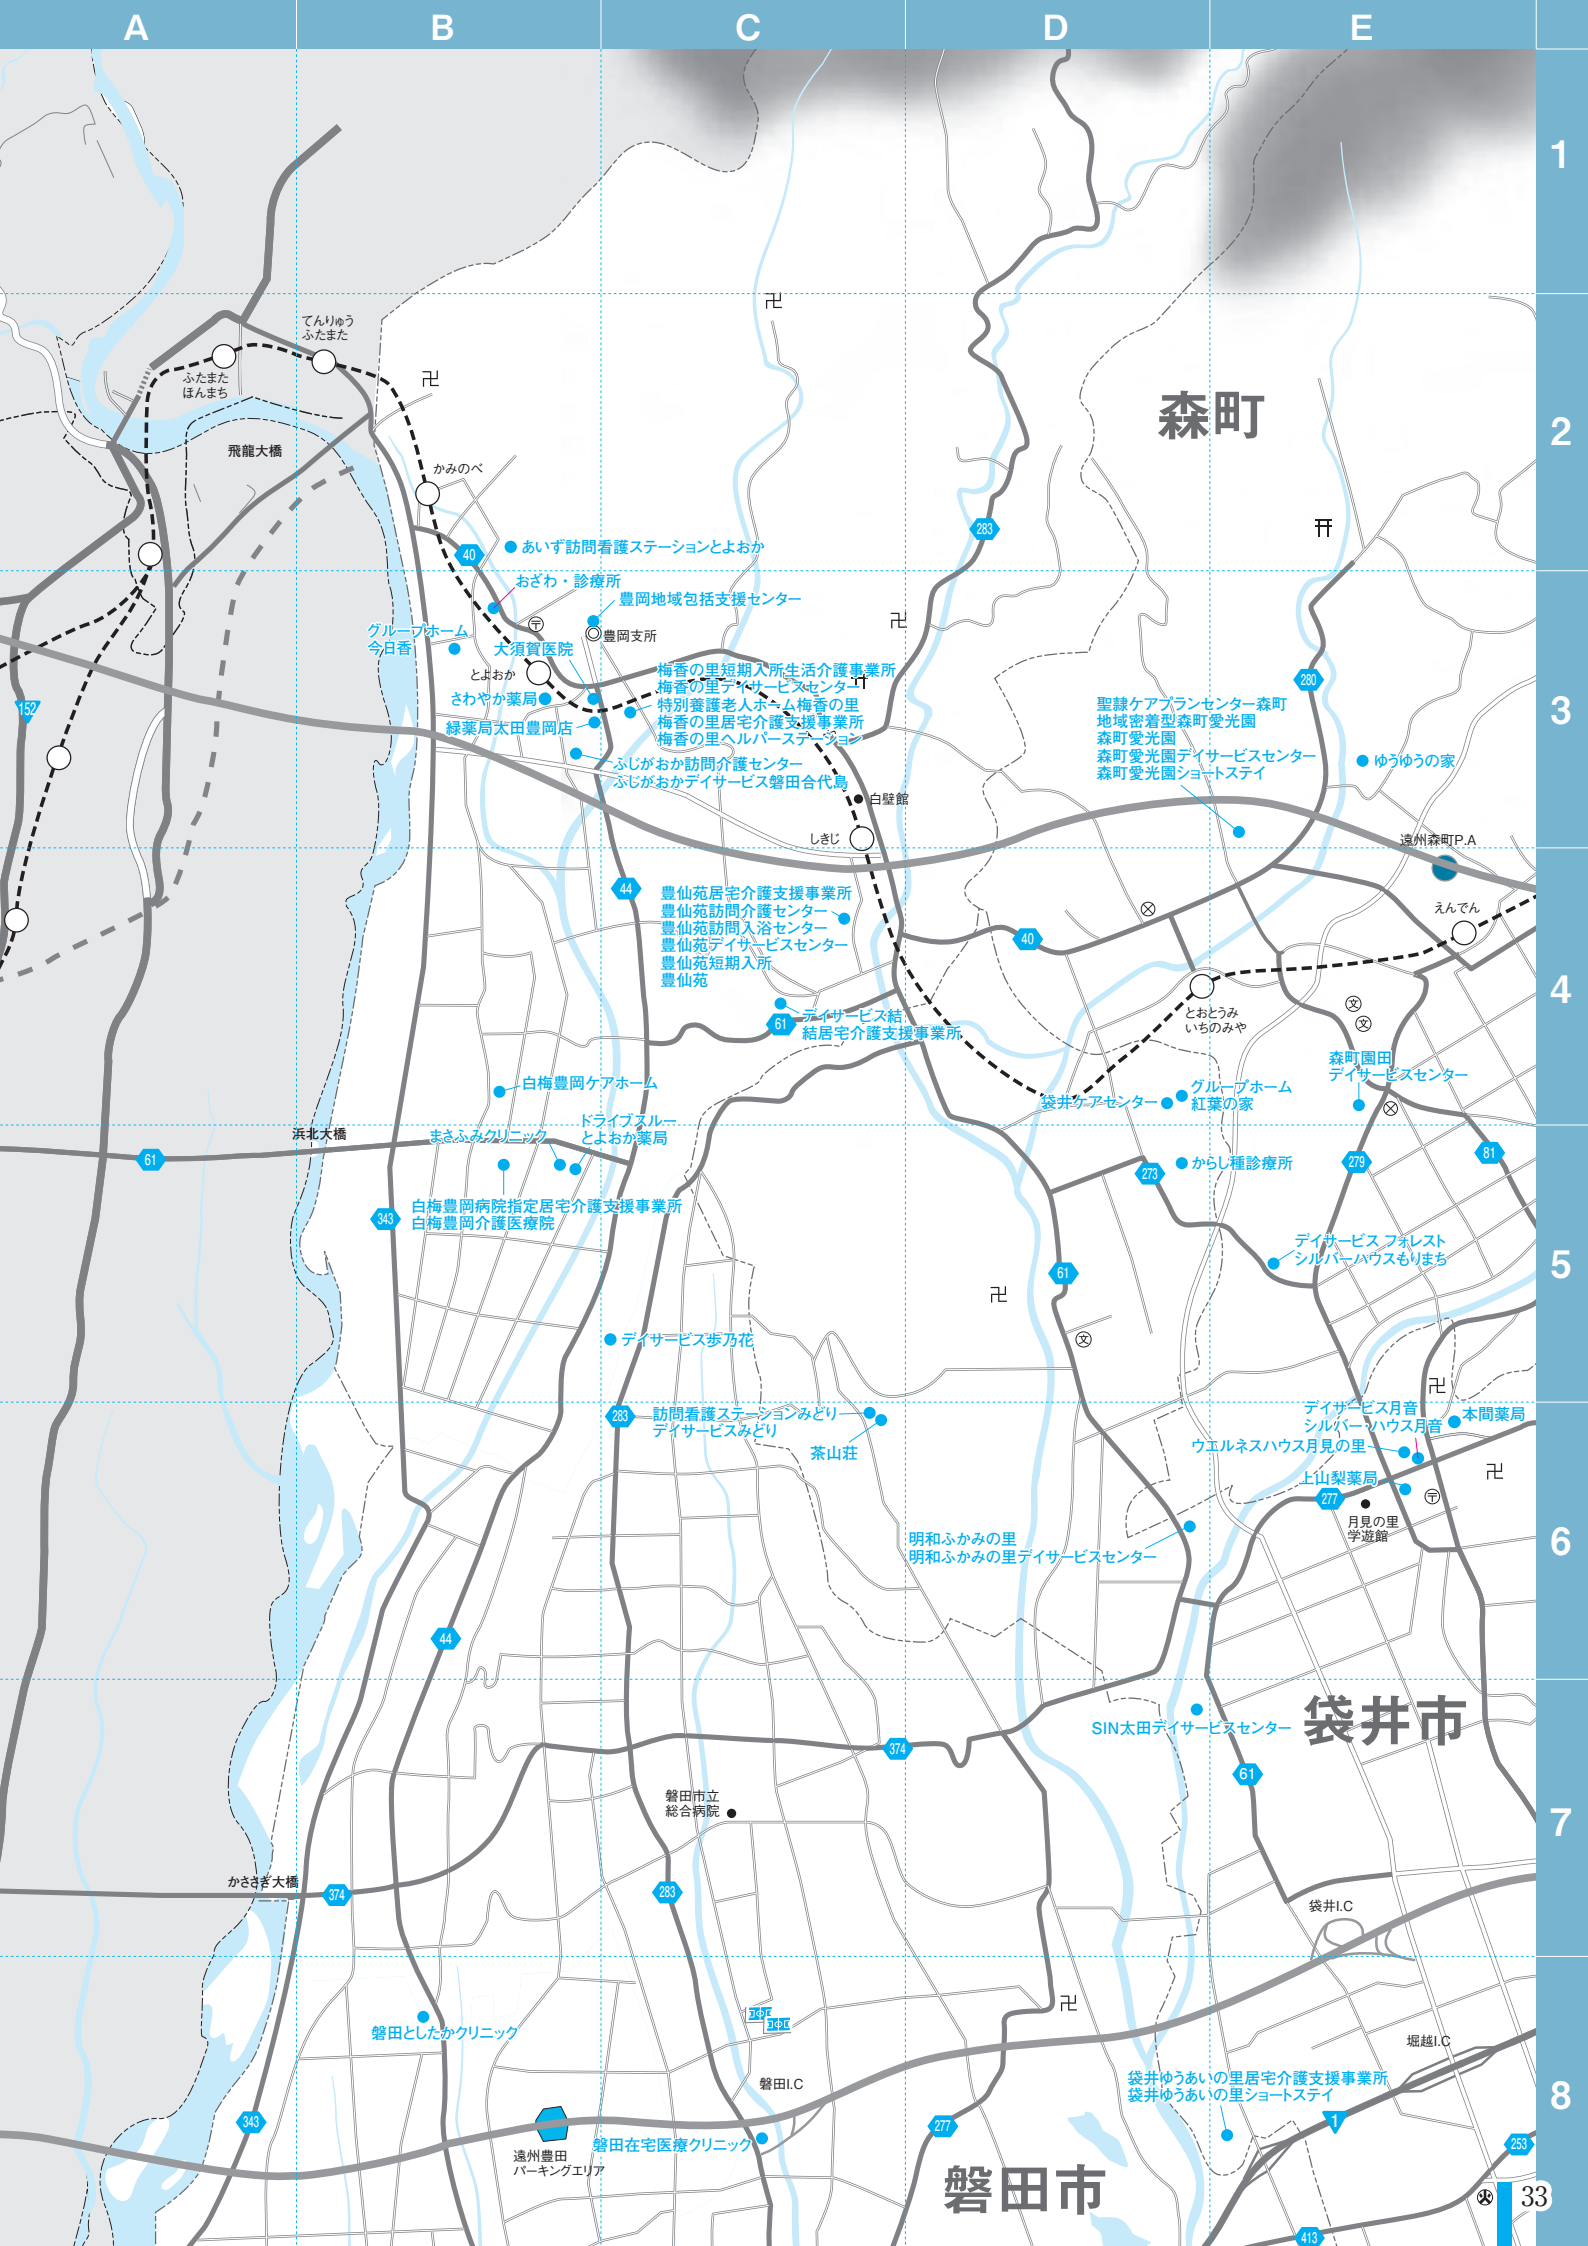 A
B
C
D
E
1
2
3
4
5
6
7
8
てんりゅう
ふたまた
ふたまた
ほんまち
飛龍大橋
かみのべ
森町
283
40
あいず訪問看護ステーションとよおか
おざわ・診療所
豊岡地域包括支援センター
豊岡支所
グループホーム
今日香
大須賀医院
とよおか
さわやか薬局
緑薬局太田豊岡店
梅香の里短期入所生活介護事業所
梅香の里デイサービスセンター
特別養護老人ホーム梅香の里
梅香の里居宅介護支援事業所
梅香の里ヘルパーステーション
ふじがおか訪問介護センター
ふじがおかデイサービス磐田合代島
152
280
聖隷ケアプランセンター森町
地域密着型森町愛光園
森町愛光園
森町愛光園デイサービスセンター
森町愛光園ショートステイ
ゆうゆうの家
白壁館
しきじ
遠州森町P.A
えんでん
44
豊仙苑居宅介護支援事業所
豊仙苑訪問介護センター
豊仙苑訪問入浴センター
豊仙苑デイサービスセンター
豊仙苑短期入所
豊仙苑
40
デイサービス結
結居宅介護支援事業所
61
とおとうみ
いちのみや
文
文
森町園田
デイサービスセンター
グループホーム
紅葉の家
袋井ケアセンター
白梅豊岡ケアホーム
ドライブスルー
とよおか薬局
まさふみクリニック
浜北大橋
61
343
白梅豊岡病院指定居宅介護支援事業所
白梅豊岡介護医療院
273
からし種診療所
279
81
デイサービス フォレスト
シルバーハウスもりまち
61
文
デイサービス歩乃花
283
訪問看護ステーションみどり
デイサービスみどり
茶山荘
デイサービス月音
シルバー・ハウス月音
本間薬局
ウエルネスハウス月見の里
上山梨薬局
277
月見の里
学遊館
明和ふかみの里
明和ふかみの里デイサービスセンター
44
SIN太田デイサービスセンター
袋井市
374
61
磐田市立
総合病院
かささぎ大橋
374
283
袋井I.C
磐田としたかクリニック
堀越I.C
磐田I.C
袋井ゆうあいの里居宅介護支援事業所
袋井ゆうあいの里ショートステイ
343
277
1
253
遠州豊田
パーキングエリア
磐田在宅医療クリニック
磐田市
413
33